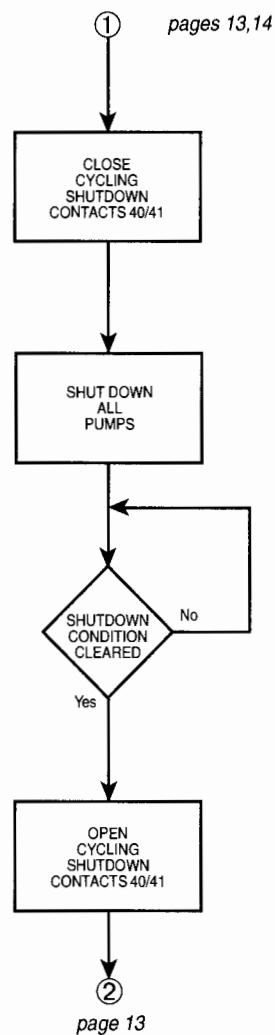 ① pages 13,14
CLOSE
CYCLING
SHUTDOWN
CONTACTS 40/41
SHUT DOWN
ALL
PUMPS
SHUTDOWN
CONDITION
CLEARED
No
Yes
OPEN
CYCLING
SHUTDOWN
CONTACTS 40/41
②
page 13